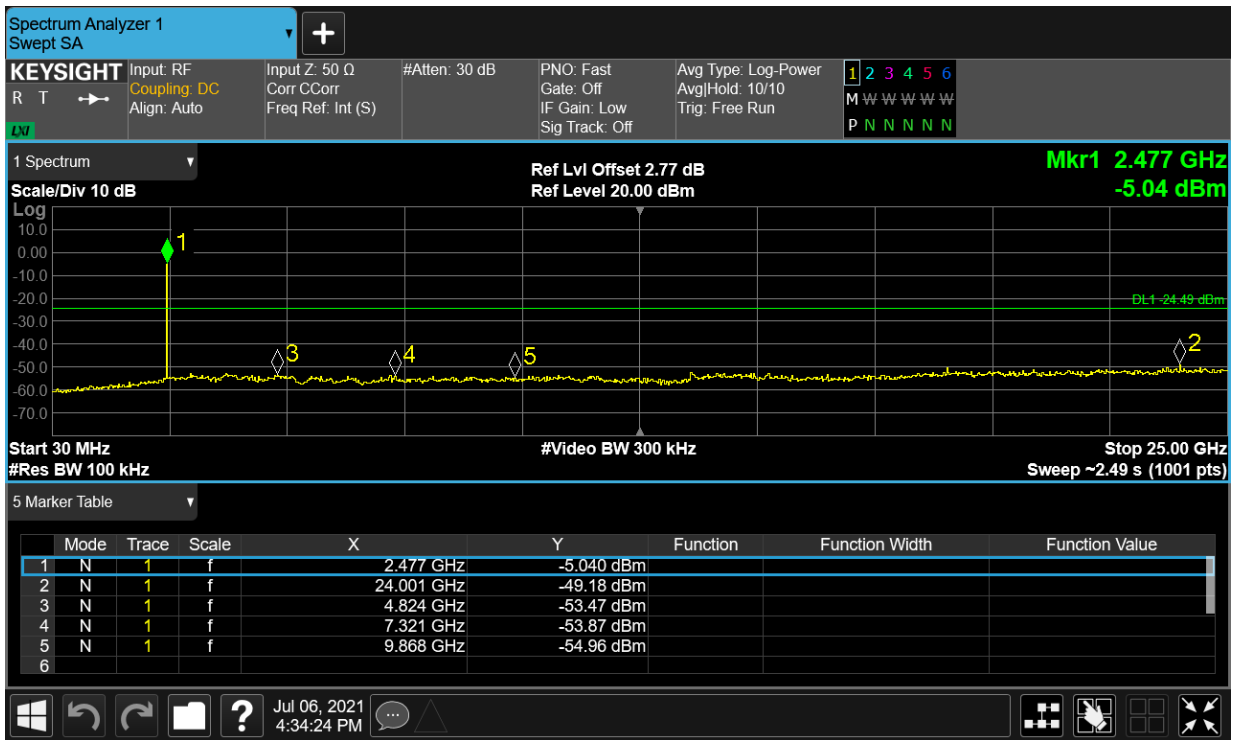 Spectrum Analyzer 1
Swept SA
KEYSIGHT
R T
LXI
Input: RF
Coupling: DC
Align: Auto
Input Z: 50 Ω
Corr CCorr
Freq Ref: Int (S)
#Atten: 30 dB
PNO: Fast
Gate: Off
IF Gain: Low
Sig Track: Off
Avg Type: Log-Power
Avg|Hold: 10/10
Trig: Free Run
1 2 3 4 5 6
M W W W W W
P N N N N N
1 Spectrum
Scale/Div 10 dB
Ref Lvl Offset 2.77 dB
Ref Level 20.00 dBm
Mkr1 2.477 GHz
-5.04 dBm
Log
10.0
0.00
-10.0
-20.0
-30.0
-40.0
-50.0
-60.0
-70.0
1
DL1 -24.49 dBm
3
4
5
2
Start 30 MHz
#Res BW 100 kHz
#Video BW 300 kHz
Stop 25.00 GHz
Sweep ~2.49 s (1001 pts)
5 Marker Table
Mode Trace Scale X Y Function Function Width Function Value
1 N 1 f 2.477 GHz -5.040 dBm
2 N 1 f 24.001 GHz -49.18 dBm
3 N 1 f 4.824 GHz -53.47 dBm
4 N 1 f 7.321 GHz -53.87 dBm
5 N 1 f 9.868 GHz -54.96 dBm
6
?
Jul 06, 2021
4:34:24 PM